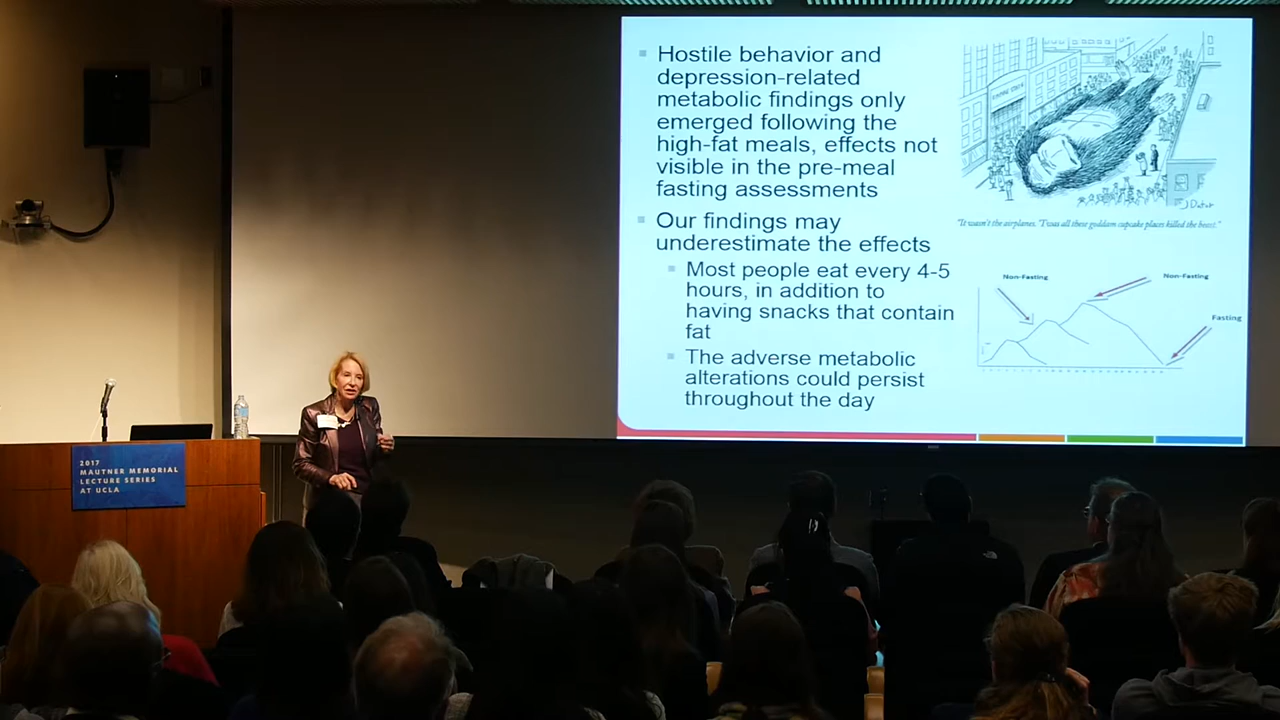 Hostile behavior and
depression-related
metabolic findings only
emerged following the
high-fat meals, effects not
visible in the pre-meal
fasting assessments
Our findings may
underestimate the effects
Most people eat every 4-5
hours, in addition to
having snacks that contain
fat
The adverse metabolic
alterations could persist
throughout the day
"It wasn't the airplanes. 'Twas all these goddam cupcake places killed the beast."
Non-Fasting
Non-Fasting
Fasting
2017
MAUTNER MEMORIAL
LECTURE SERIES
AT UCLA